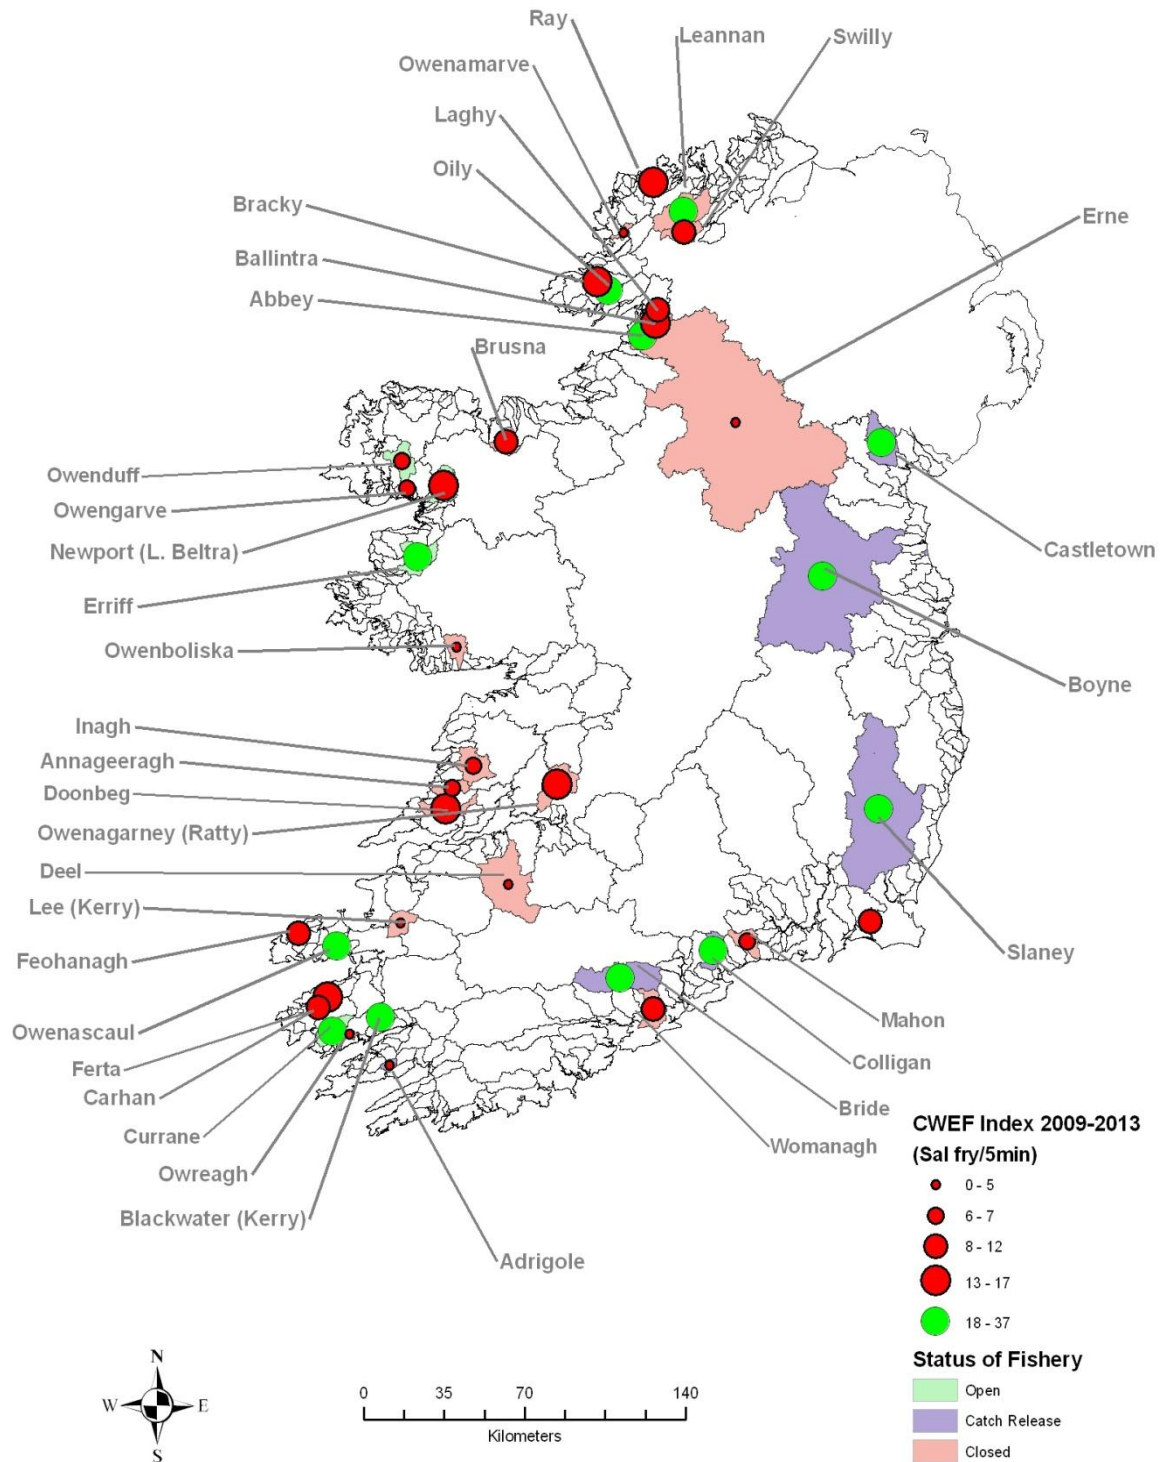 Ray
Leannan
Swilly
Owenamarve
Laghy
Oily
Bracky
Erne
Ballintra
Abbey
Brusna
Owenduff
Owengarve
Newport (L. Beltra)
Castletown
Erriff
Owenboliska
Boyne
Inagh
Annageeragh
Doonbeg
Owenagarney (Ratty)
Deel
Lee (Kerry)
Slaney
Feohanagh
Mahon
Owenascaul
Colligan
Ferta
Carhan
Bride
Currane
Womanagh
Owreagh
Blackwater (Kerry)
Adrigole
CWEF Index 2009-2013
(Sal fry/5min)
0 - 5
6 - 7
8 - 12
13 - 17
18 - 37
Status of Fishery
Open
Catch Release
Closed
N
W E
S
0 35 70 140
Kilometers